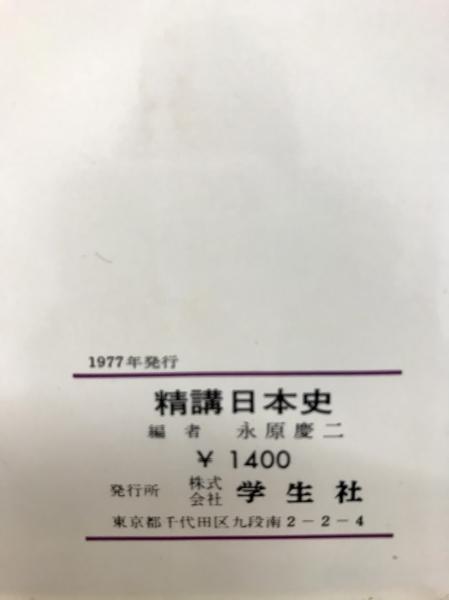 1977年発行
精講日本史
編者 永原慶二
¥ 1400
発行所 株式会社 学生社
東京都千代田区九段南2-2-4